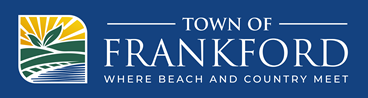 TOWN OF
FRANKFORD
WHERE BEACH AND COUNTRY MEET